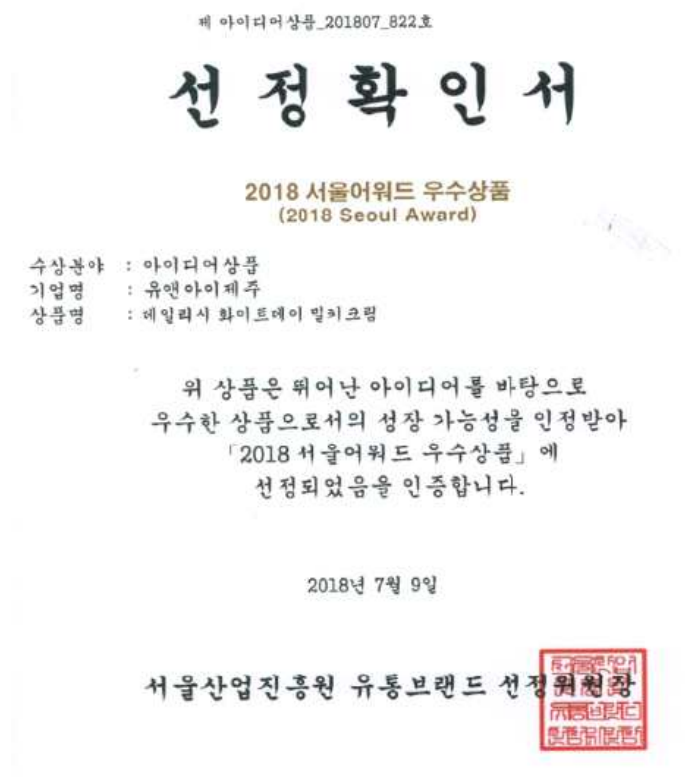 제 아이디어상품_201807_822호
선정확인서
2018 서울어워드 우수상품
(2018 Seoul Award)
수상분야 : 아이디어상품
기업명 : 유앤아이제주
상품명 : 데일리시 화이트데이 밀키크림
위 상품은 뛰어난 아이디어를 바탕으로
우수한 상품으로서의 성장 가능성을 인정받아
「2018 서울어워드 우수상품」에
선정되었음을 인증합니다.
2018년 7월 9일
서울산업진흥원 유통브랜드 선정위원장